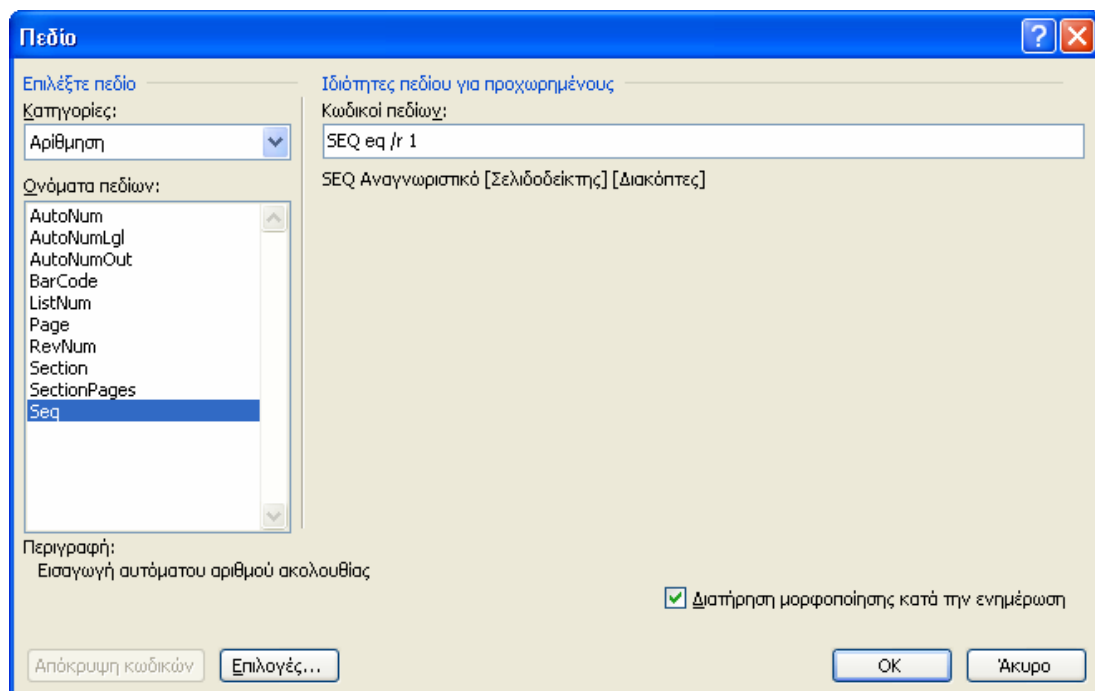 Πεδίο
Επιλέξτε πεδίο
Κατηγορίες:
Αρίθμηση
Ονόματα πεδίων:
AutoNum
AutoNumLgl
AutoNumOut
BarCode
ListNum
Page
RevNum
Section
SectionPages
Seq
Περιγραφή:
Εισαγωγή αυτόματου αριθμού ακολουθίας
Ιδιότητες πεδίου για προχωρημένους
Κωδικοί πεδίων:
SEQ eq /r 1
SEQ Αναγνωριστικό [Σελιδοδείκτης] [Διακόπτες]
Διατήρηση μορφοποίησης κατά την ενημέρωση
Απόκρυψη κωδικών
Επιλογές...
OK
Άκυρο